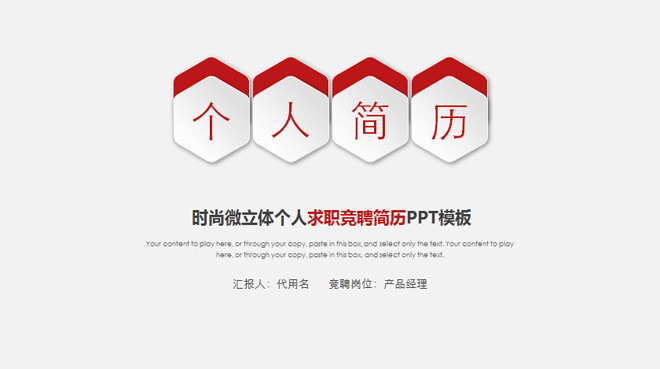 个人简历
时尚微立体个人求职竞聘简历PPT模板
Your content to play here, or through your copy, paste in this box, and select only the text. Your content to play
here, or through your copy, paste in this box, and select only the text.
汇报人：代用名 竞聘岗位：产品经理